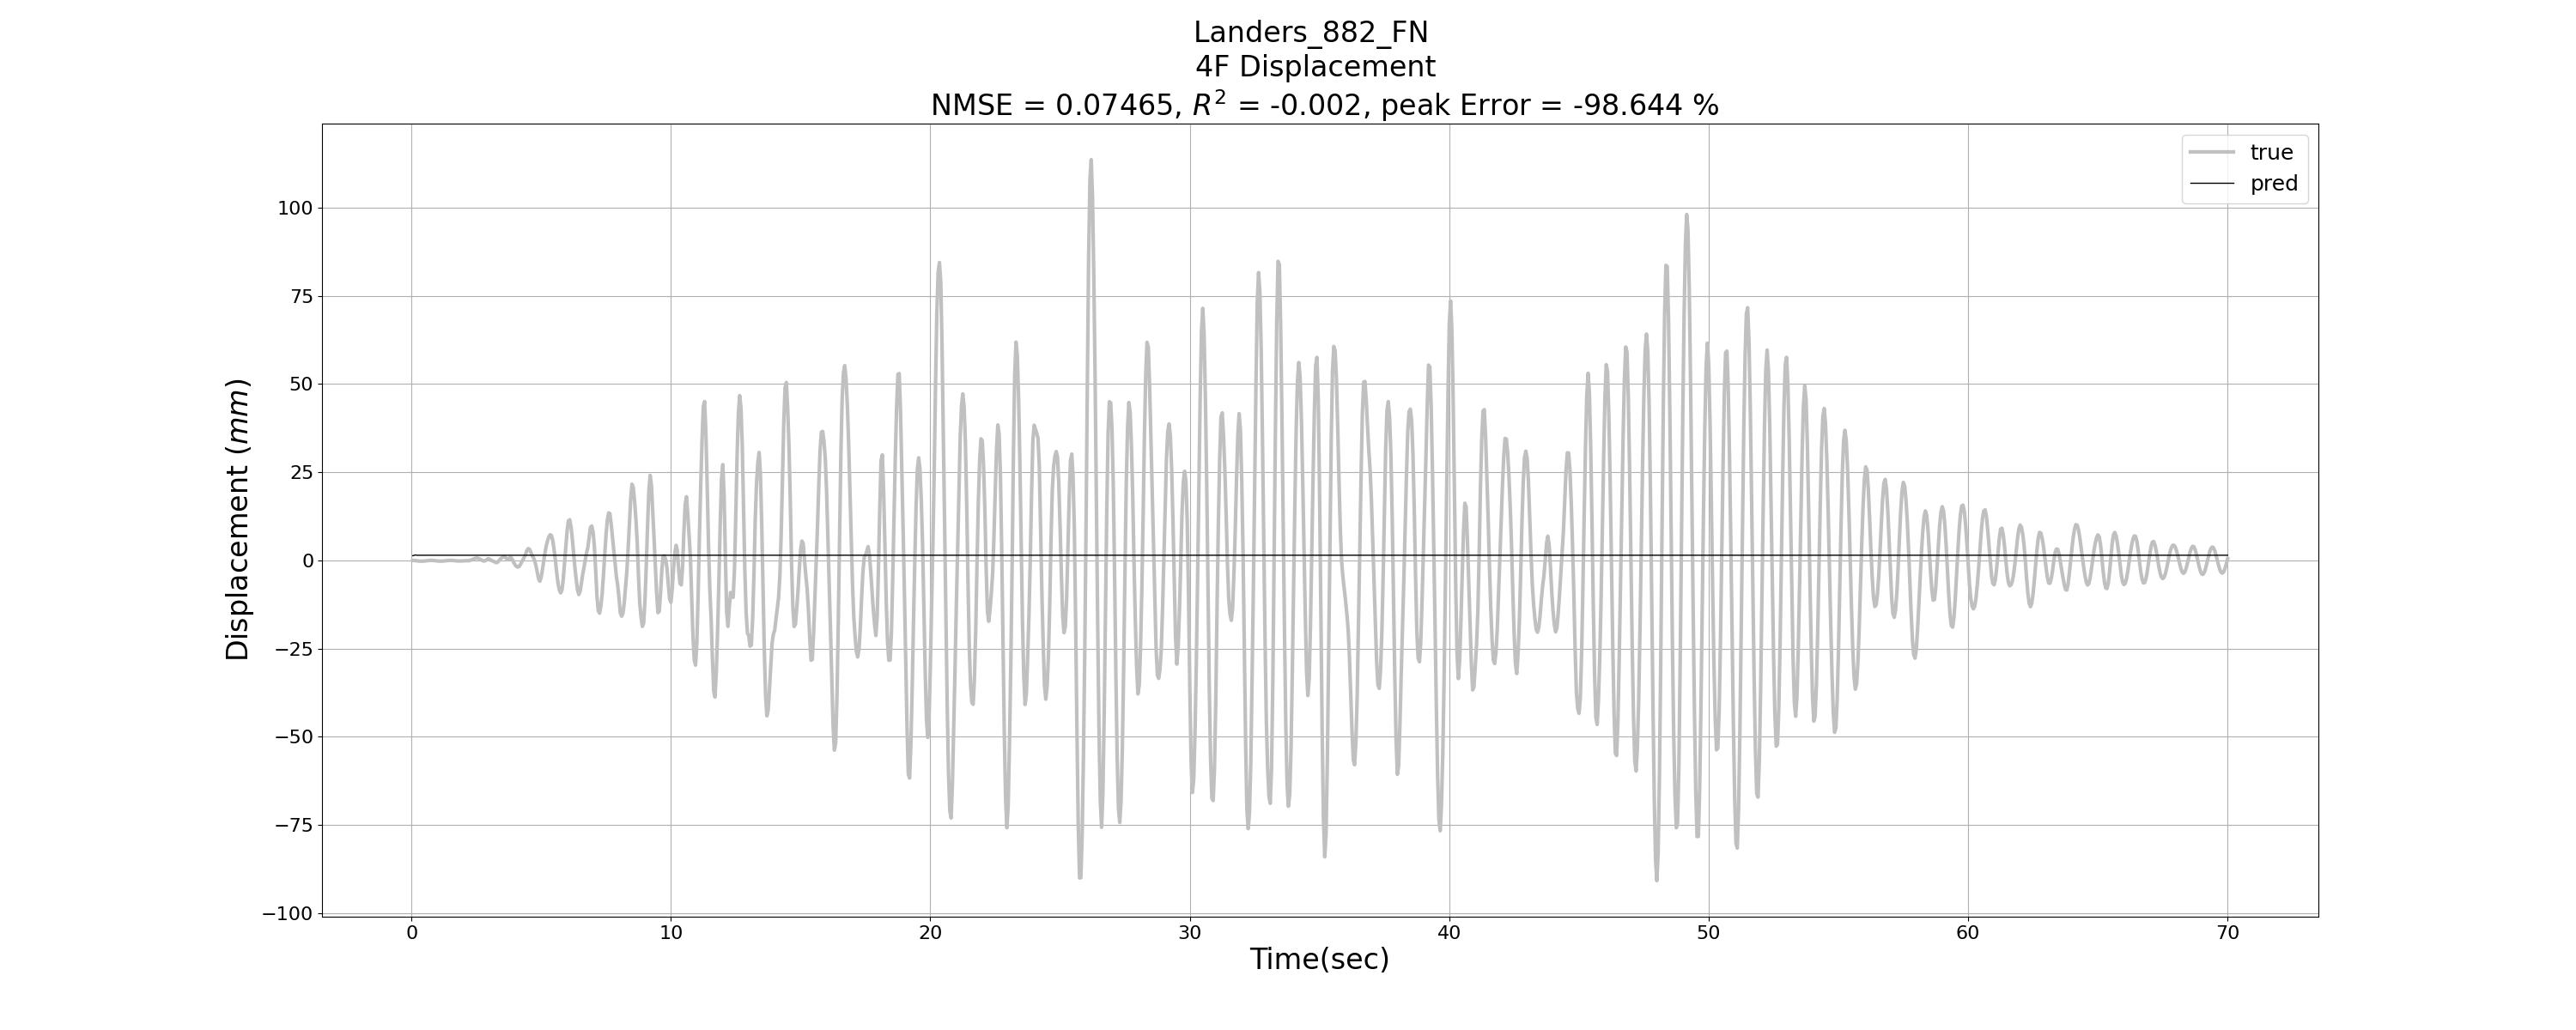 Landers_882_FN
4F Displacement
NMSE = 0.07465, R² = -0.002, peak Error = -98.644 %
true
pred
Displacement (mm)
100
75
50
25
0
−25
−50
−75
−100
0 10 20 30 40 50 60 70
Time(sec)